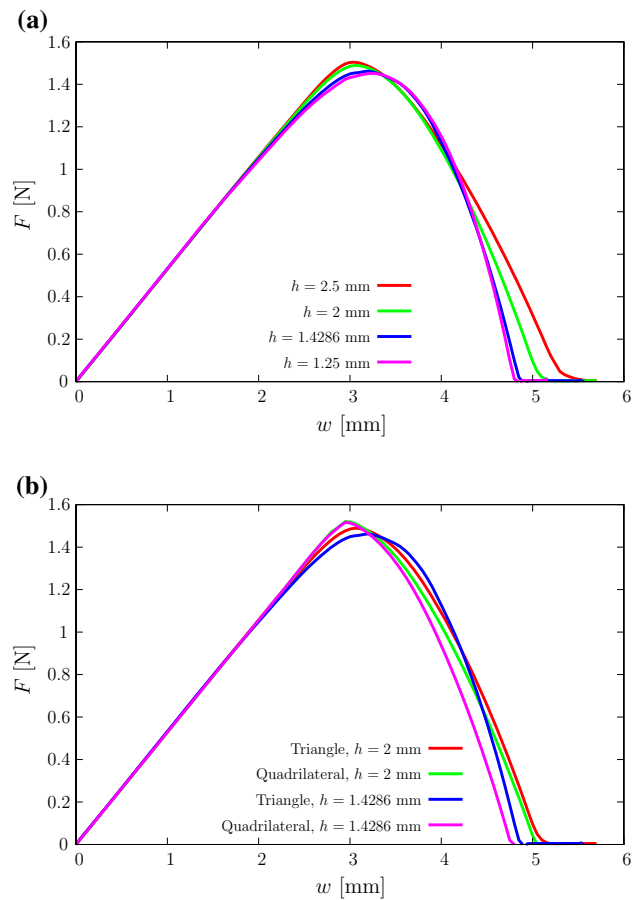 (a)
1.6
1.4
1.2
1
0.8
0.6
0.4
0.2
0
F [N]
h = 2.5 mm
h = 2 mm
h = 1.4286 mm
h = 1.25 mm
0 1 2 3 4 5 6
w [mm]
(b)
1.6
1.4
1.2
1
0.8
0.6
0.4
0.2
0
F [N]
Triangle, h = 2 mm
Quadrilateral, h = 2 mm
Triangle, h = 1.4286 mm
Quadrilateral, h = 1.4286 mm
0 1 2 3 4 5 6
w [mm]